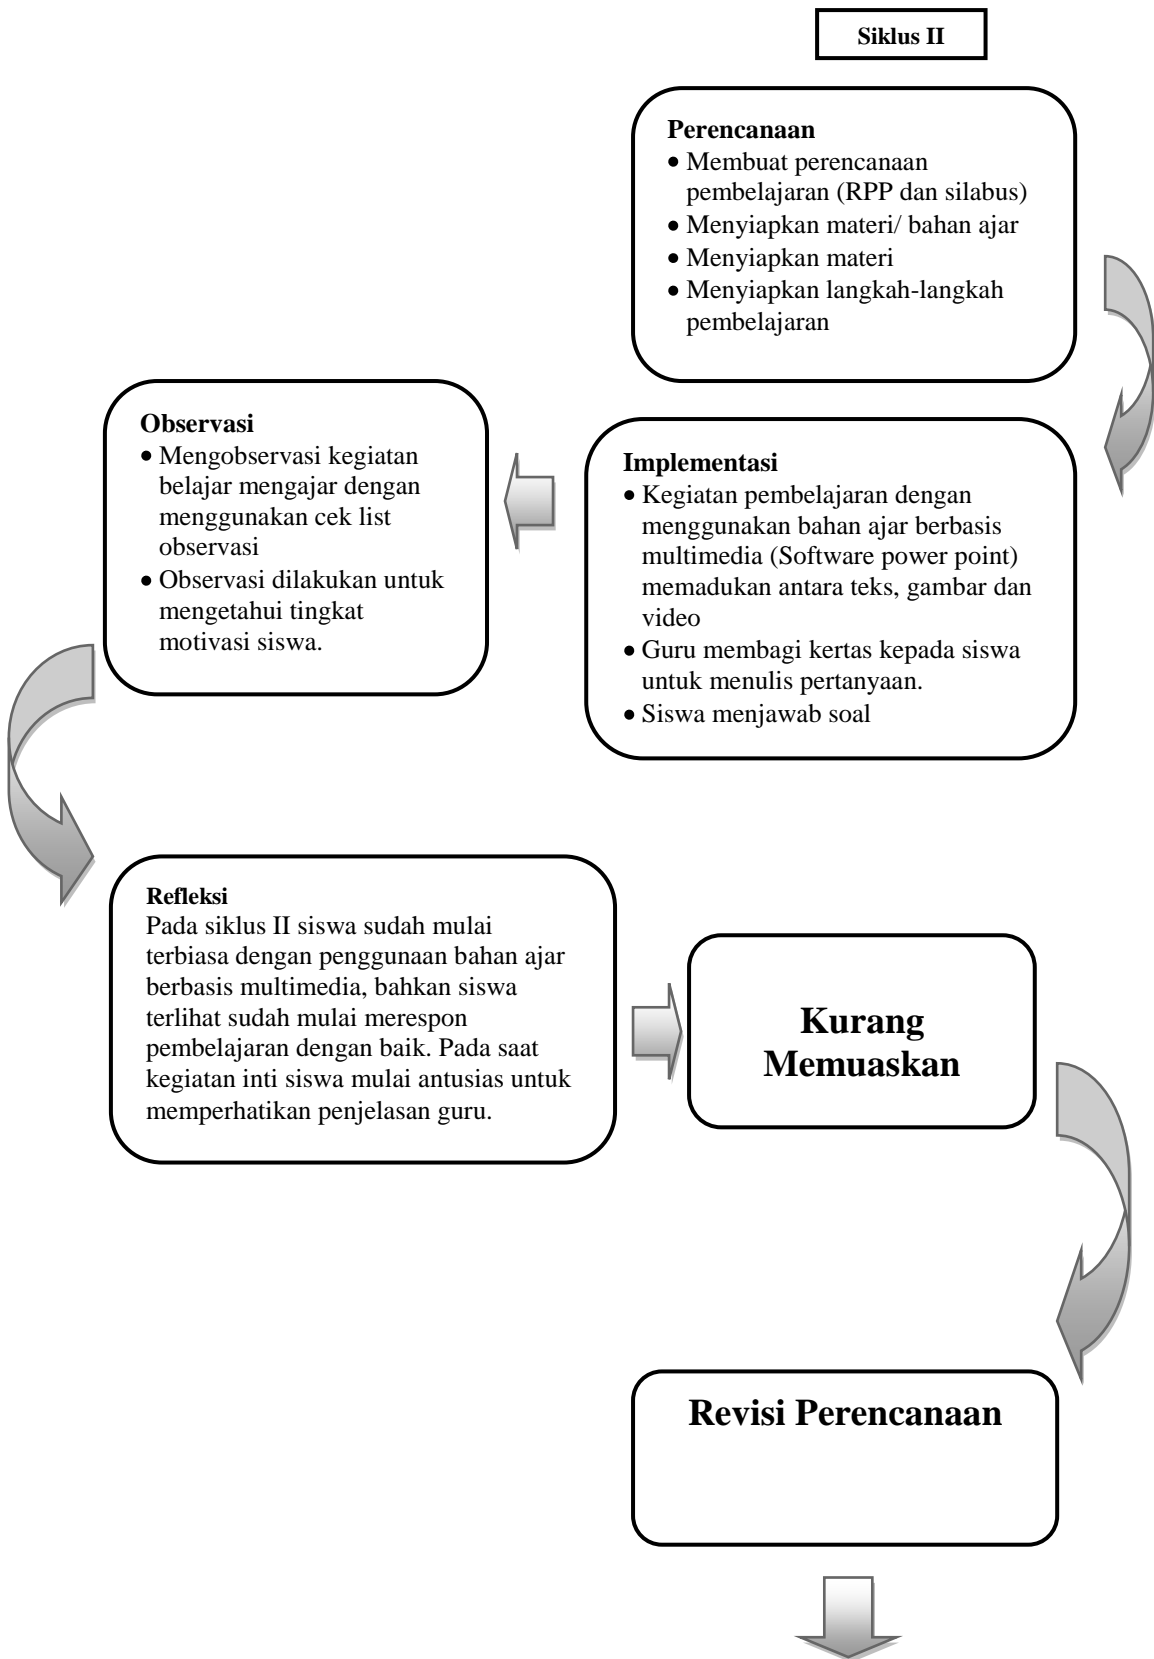 Siklus II
Perencanaan
• Membuat perencanaan
pembelajaran (RPP dan silabus)
• Menyiapkan materi/ bahan ajar
• Menyiapkan materi
• Menyiapkan langkah-langkah
pembelajaran
Implementasi
• Kegiatan pembelajaran dengan
menggunakan bahan ajar berbasis
multimedia (Software power point)
memadukan antara teks, gambar dan
video
• Guru membagi kertas kepada siswa
untuk menulis pertanyaan.
• Siswa menjawab soal
Observasi
• Mengobservasi kegiatan
belajar mengajar dengan
menggunakan cek list
observasi
• Observasi dilakukan untuk
mengetahui tingkat
motivasi siswa.
Refleksi
Pada siklus II siswa sudah mulai
terbiasa dengan penggunaan bahan ajar
berbasis multimedia, bahkan siswa
terlihat sudah mulai merespon
pembelajaran dengan baik. Pada saat
kegiatan inti siswa mulai antusias untuk
memperhatikan penjelasan guru.
Kurang
Memuaskan
Revisi Perencanaan